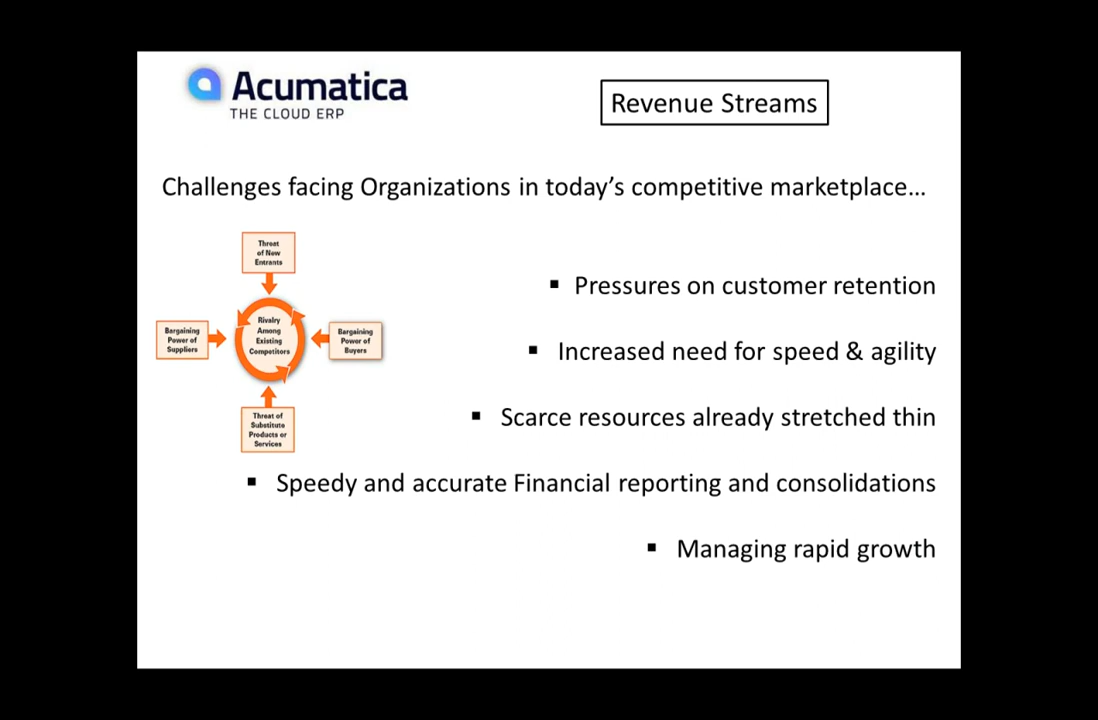 Acumatica
THE CLOUD ERP
Revenue Streams
Challenges facing Organizations in today's competitive marketplace...
Threat
of New
Entrants
Bargaining
Power of
Suppliers
Rivalry
Among
Existing
Competitors
Bargaining
Power of
Buyers
Threat of
Substitute
Products or
Services
▪ Pressures on customer retention
▪ Increased need for speed & agility
▪ Scarce resources already stretched thin
▪ Speedy and accurate Financial reporting and consolidations
▪ Managing rapid growth